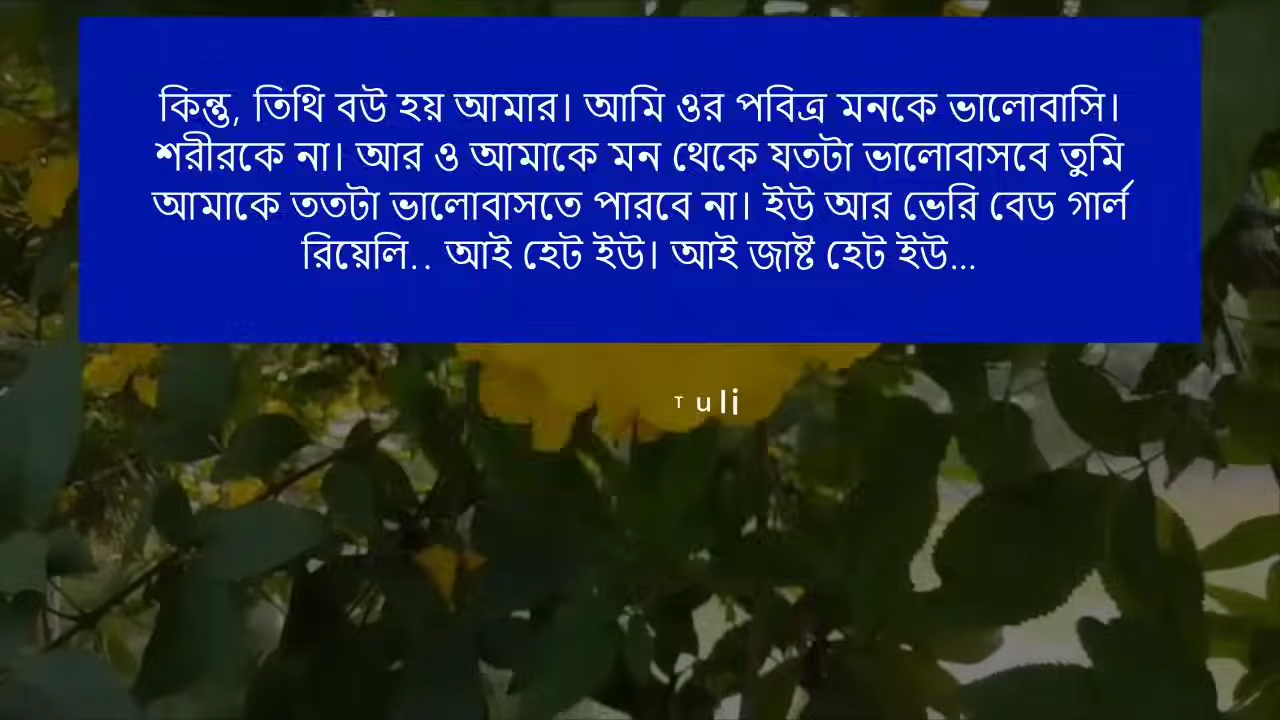 কিন্তু, তিথি বউ হয় আমার। আমি ওর পবিত্র মনকে ভালোবাসি।
শরীরকে না। আর ও আমাকে মন থেকে যতটা ভালোবাসবে তুমি
আমাকে ততটা ভালোবাসতে পারবে না। ইউ আর ভেরি বেড গার্ল
রিয়েলি.. আই হেট ইউ। আই জাষ্ট হেট ইউ...
Tuli